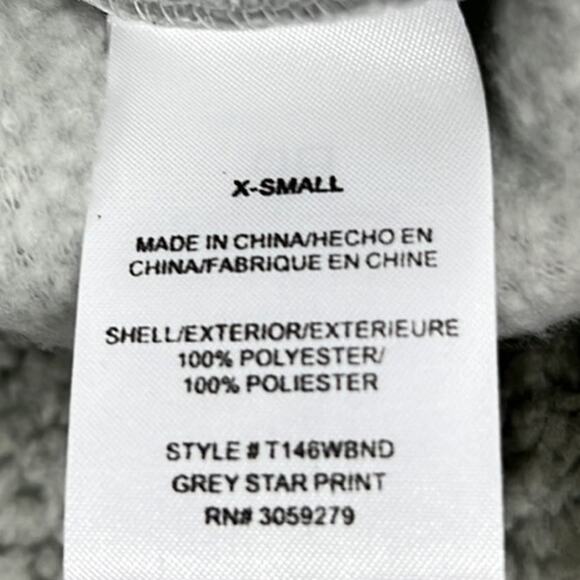 X-SMALL
MADE IN CHINA/HECHO EN
CHINA/FABRIQUE EN CHINE
SHELL/EXTERIOR/EXTERIEURE
100% POLYESTER/
100% POLIESTER
STYLE # T146WBND
GREY STAR PRINT
RN# 3059279